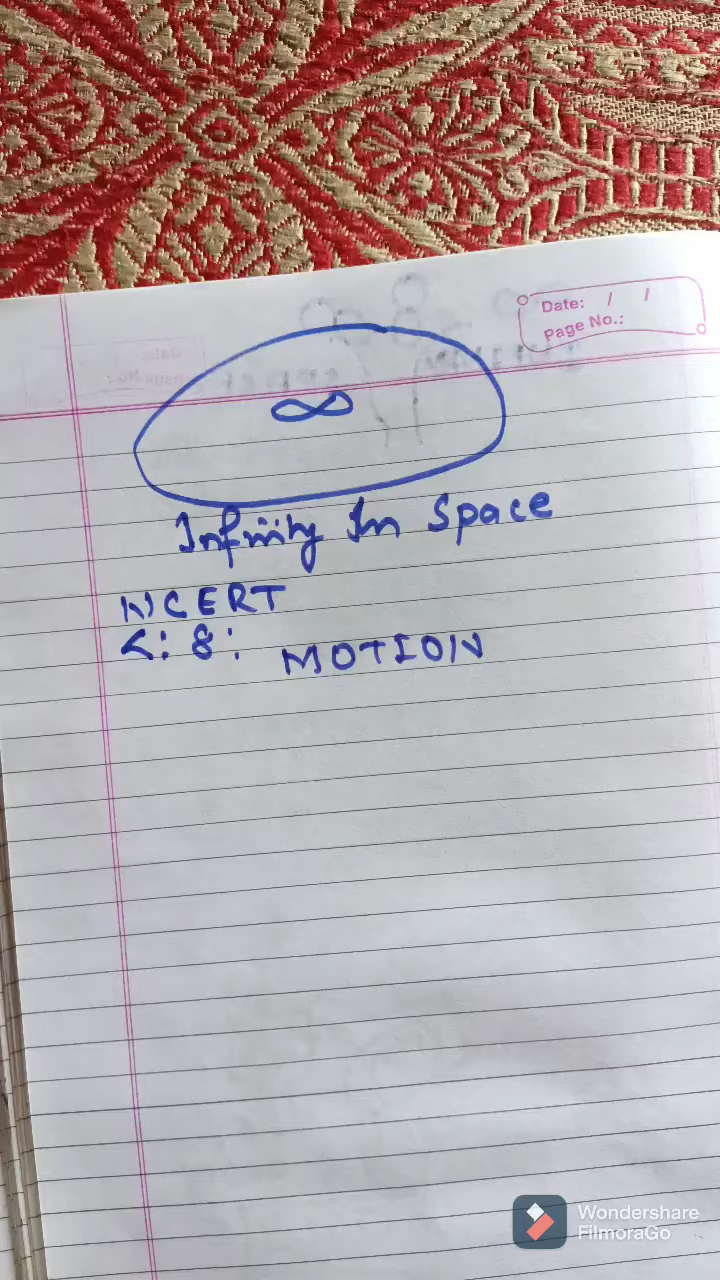 Date: / /
Page No.:
∞
Infinity In Space
NCERT
<: 8: MOTION
Wondershare
FilmoraGo